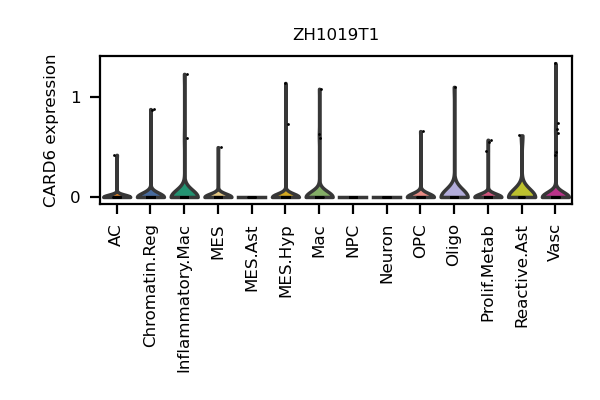 ZH1019T1
CARD6 expression
1
0
AC
Chromatin.Reg
Inflammatory.Mac
MES
MES.Ast
MES.Hyp
Mac
NPC
Neuron
OPC
Oligo
Prolif.Metab
Reactive.Ast
Vasc